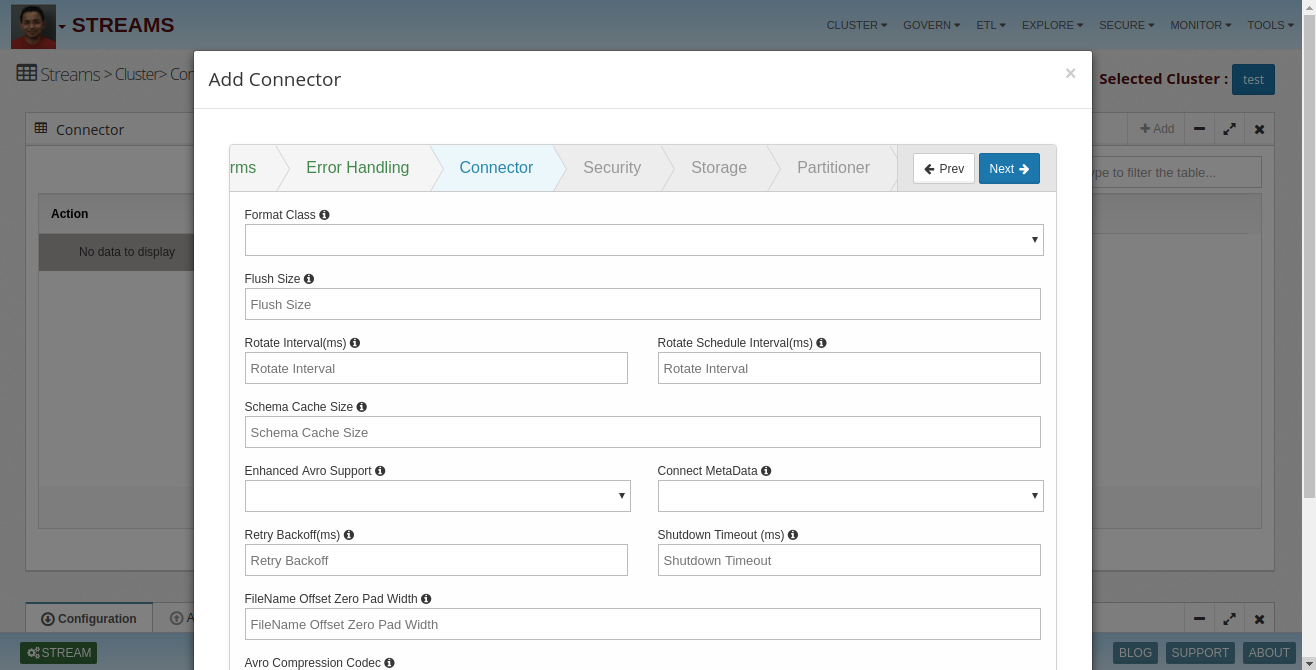 STREAMS
CLUSTER GOVERN ETL EXPLORE SECURE MONITOR TOOLS
Streams > Cluster> Con
Selected Cluster : test
Add Connector ×
Connector
Add
rms Error Handling Connector Security Storage Partitioner Prev Next
ype to filter the table...
Action
No data to display
Format Class
Flush Size
Flush Size
Rotate Interval(ms) Rotate Schedule Interval(ms)
Rotate Interval Rotate Interval
Schema Cache Size
Schema Cache Size
Enhanced Avro Support Connect MetaData
Retry Backoff(ms) Shutdown Timeout (ms)
Retry Backoff Shutdown Timeout
FileName Offset Zero Pad Width
FileName Offset Zero Pad Width
Configuration A
STREAM
BLOG SUPPORT ABOUT
Avro Compression Codec